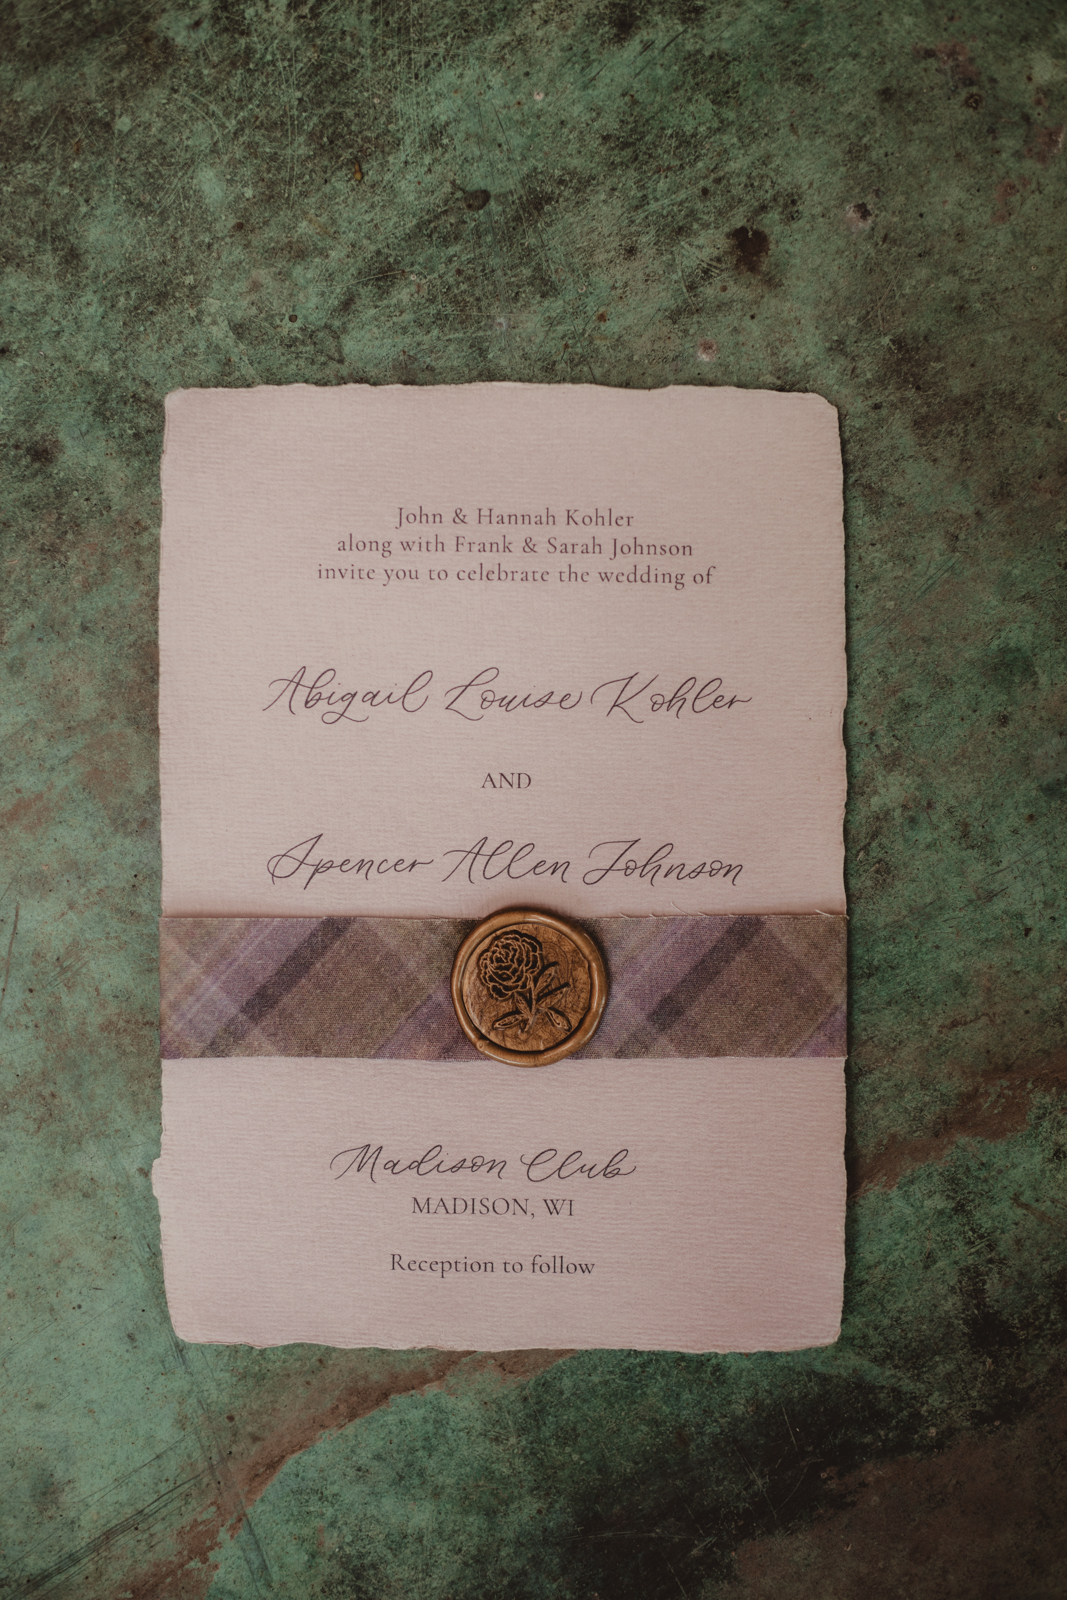 John & Hannah Kohler
along with Frank & Sarah Johnson
invite you to celebrate the wedding of
Abigail Louise Kohler
AND
Spencer Allen Johnson
Madison Club
MADISON, WI
Reception to follow